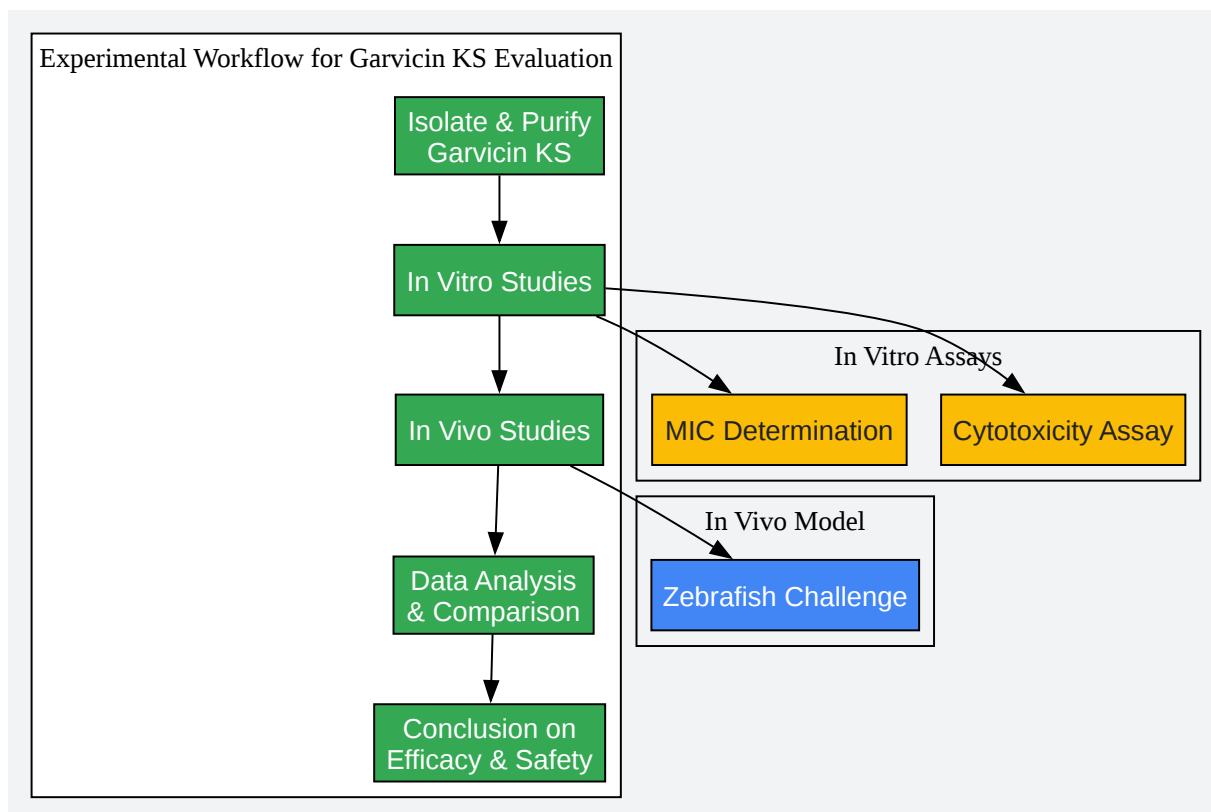 Experimental Workflow for Garvicin KS Evaluation
Isolate & Purify
Garvicin KS
In Vitro Studies
In Vitro Assays
MIC Determination
Cytotoxicity Assay
In Vivo Studies
In Vivo Model
Zebrafish Challenge
Data Analysis
& Comparison
Conclusion on
Efficacy & Safety